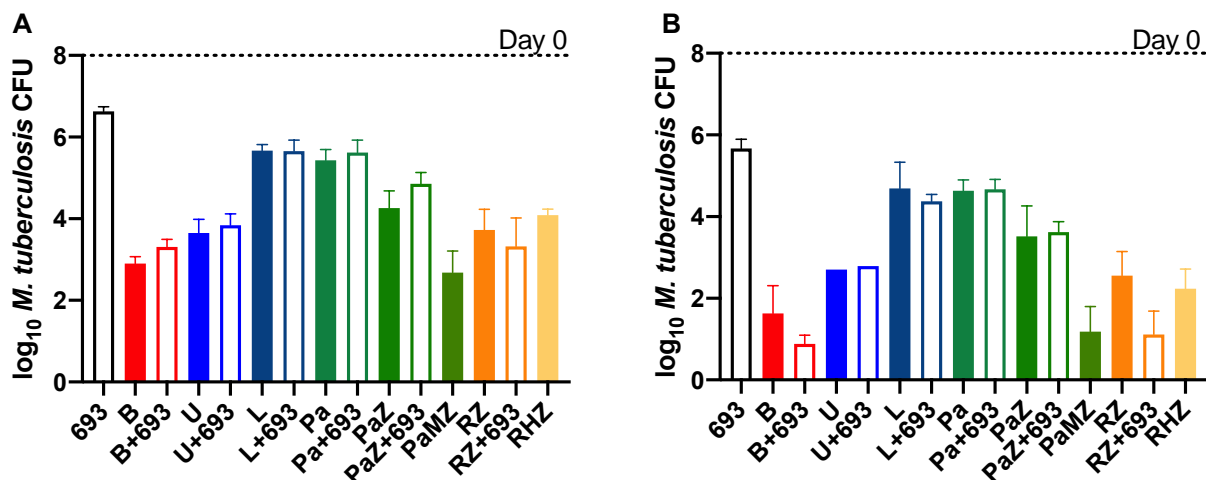 A
Day 0
log10 M. tuberculosis CFU
8
6
4
2
0
693
B
B+693
U
U+693
L
L+693
Pa
Pa+693
PaZ
PaZ+693
PaMZ
RZ
RZ+693
RHZ
B
Day 0
log10 M. tuberculosis CFU
8
6
4
2
0
693
B
B+693
U
U+693
L
L+693
Pa
Pa+693
PaZ
PaZ+693
PaMZ
RZ
RZ+693
RHZ